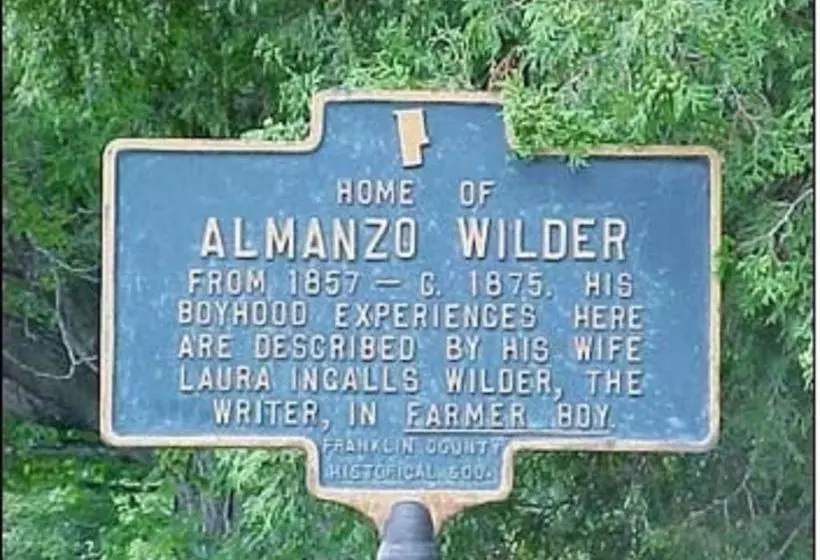 HOME OF
ALMANZO WILDER
FROM 1857 — C. 1875. HIS
BOYHOOD EXPERIENCES HERE
ARE DESCRIBED BY HIS WIFE
LAURA INGALLS WILDER, THE
WRITER, IN FARMER BOY.
FRANKLIN COUNTY
HISTORICAL SOC.